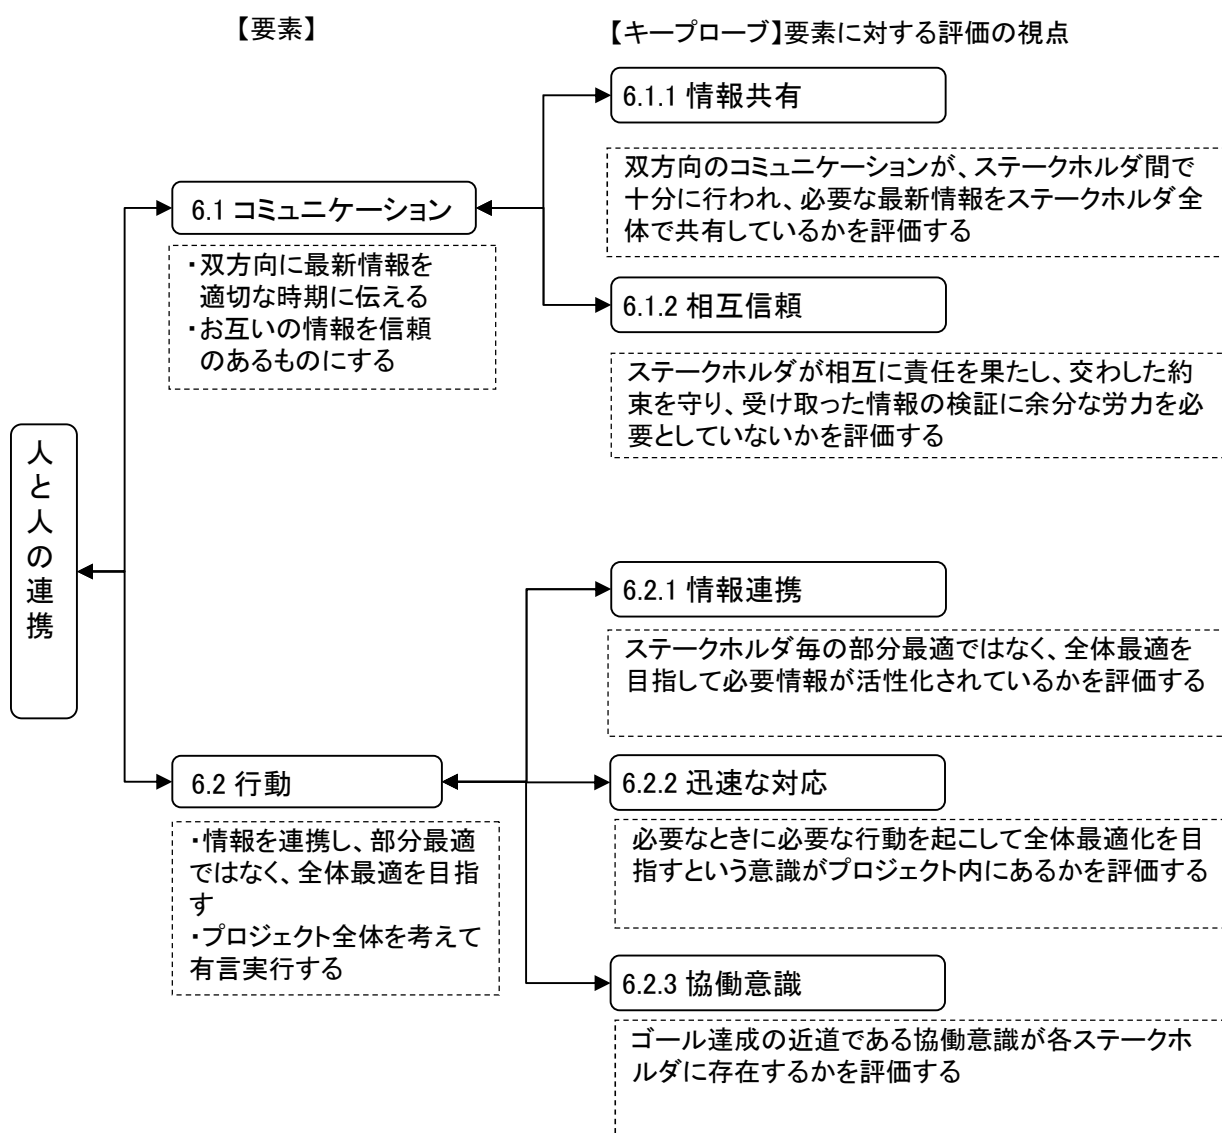 【要素】
【キープローブ】要素に対する評価の視点
人と人の連携
6.1 コミュニケーション
・双方向に最新情報を
適切な時期に伝える
・お互いの情報を信頼
のあるものにする
6.1.1 情報共有
双方向のコミュニケーションが、ステークホルダ間で
十分に行われ、必要な最新情報をステークホルダ全
体で共有しているかを評価する
6.1.2 相互信頼
ステークホルダが相互に責任を果たし、交わした約
束を守り、受け取った情報の検証に余分な労力を必
要としていないかを評価する
6.2 行動
・情報を連携し、部分最適
ではなく、全体最適を目指
す
・プロジェクト全体を考えて
有言実行する
6.2.1 情報連携
ステークホルダ毎の部分最適ではなく、全体最適を
目指して必要情報が活性化されているかを評価する
6.2.2 迅速な対応
必要なときに必要な行動を起こして全体最適化を目
指すという意識がプロジェクト内にあるかを評価する
6.2.3 協働意識
ゴール達成の近道である協働意識が各ステークホ
ルダに存在するかを評価する